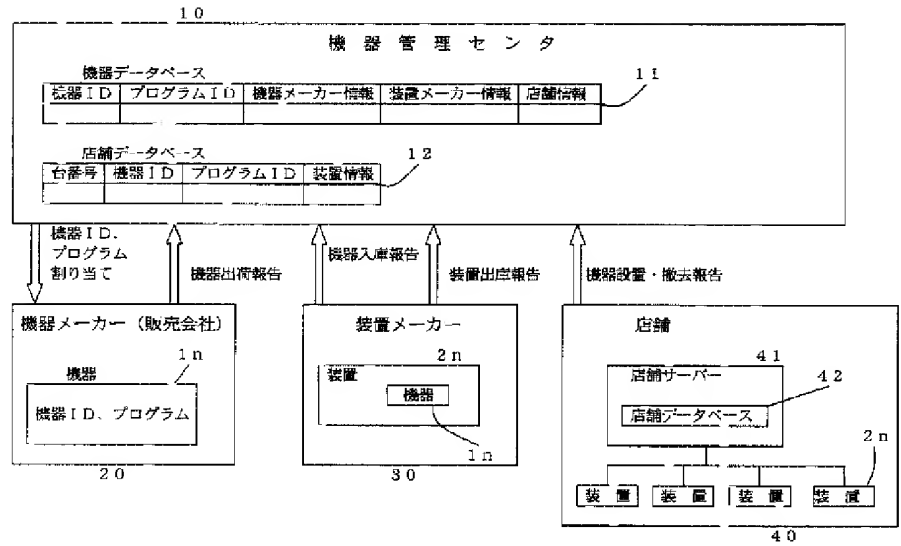 10
機器管理センタ
機器データベース
機器ID プログラムID 機器メーカー情報 装置メーカー情報 店舗情報
11
店舗データベース
台番号 機器ID プログラムID 装置情報
12
機器ID、
プログラム
割り当て
機器出荷報告
機器入庫報告
装置出庫報告
機器設置・撤去報告
機器メーカー（販売会社）
機器
1n
機器ID、プログラム
20
装置メーカー
装置
2n
機器
1n
30
店舗
41
店舗サーバー
42
店舗データベース
2n
装置 装置 装置 装置
40